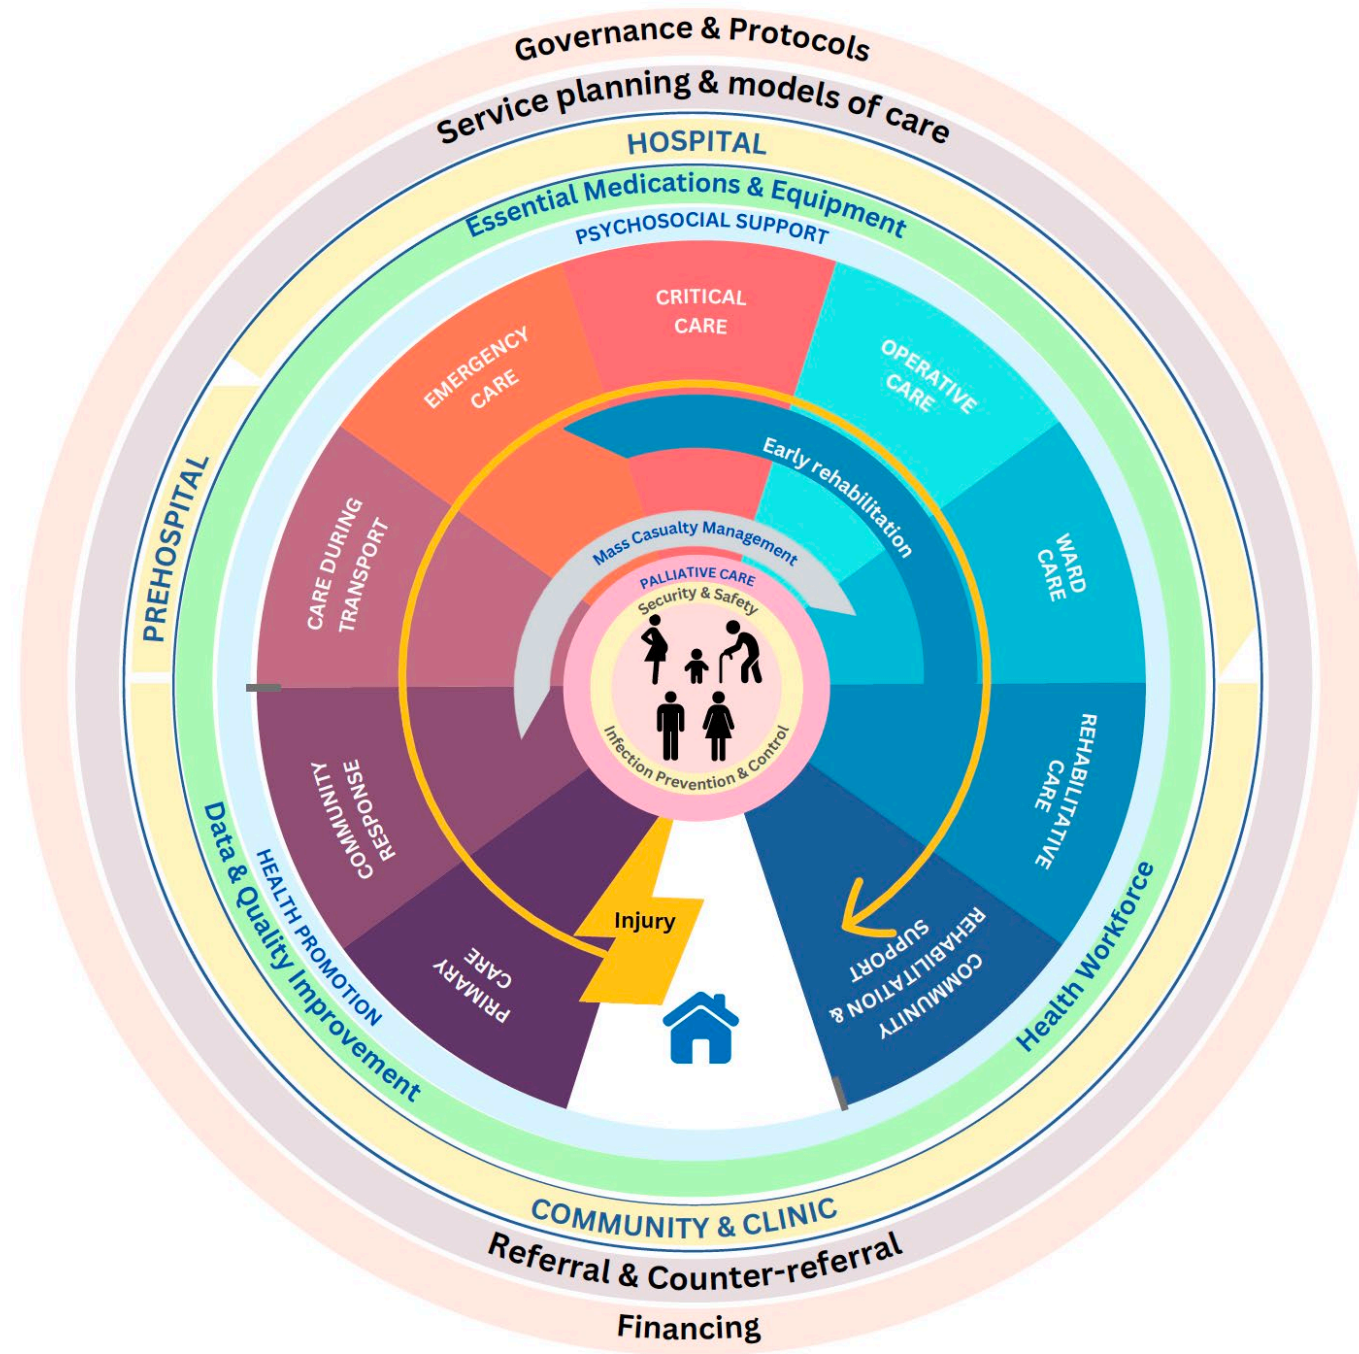 Governance & Protocols
Service planning & models of care
HOSPITAL
Essential Medications & Equipment
PSYCHOSOCIAL SUPPORT
CRITICAL
CARE
EMERGENCY
CARE
OPERATIVE
CARE
Early rehabilitation
WARD
CARE
CARE DURING
TRANSPORT
PREHOSPITAL
Mass Casualty Management
PALLIATIVE CARE
Security & Safety
Infection Prevention & Control
COMMUNITY
RESPONSE
REHABILITATIVE
CARE
PRIMARY
CARE
Injury
COMMUNITY
REHABILITATION &
SUPPORT
HEALTH PROMOTION
Data & Quality Improvement
Health Workforce
COMMUNITY & CLINIC
Referral & Counter-referral
Financing